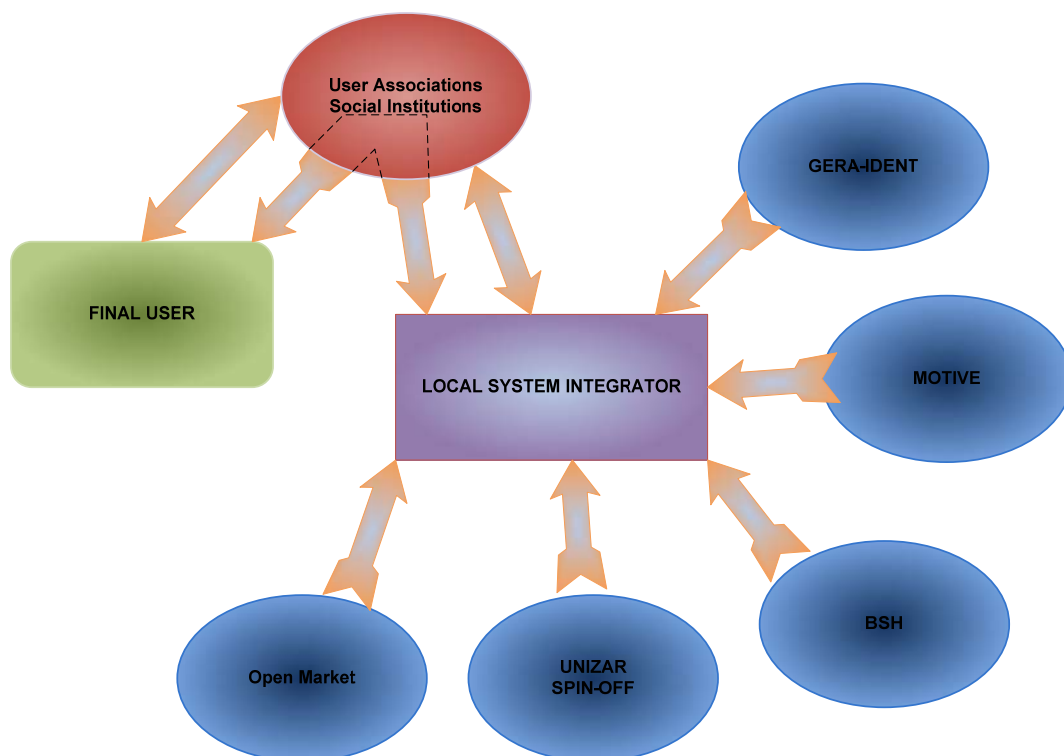 User Associations
Social Institutions
GERA-IDENT
FINAL USER
MOTIVE
LOCAL SYSTEM INTEGRATOR
BSH
Open Market
UNIZAR
SPIN-OFF